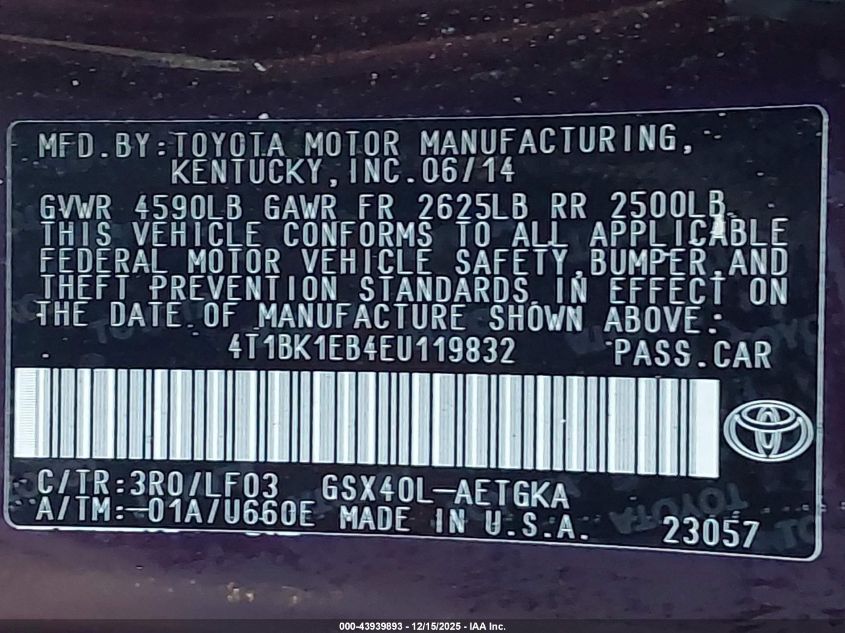 MFD.BY:TOYOTA MOTOR MANUFACTURING,
KENTUCKY,INC.06/14
GVWR 4590LB GAWR FR 2625LB RR 2500LB
THIS VEHICLE CONFORMS TO ALL APPLICABLE
FEDERAL MOTOR VEHICLE SAFETY,BUMPER,AND
THEFT PREVENTION STANDARDS IN EFFECT ON
THE DATE OF MANUFACTURE SHOWN ABOVE:
4T1BK1EB4EU119832 PASS.CAR
C/TR:3R0/LF03 GSX40L-AETGKA
A/TM:-01A/U660E MADE IN U.S.A. 23057
000-43939893 - 12/15/2025 - IAA Inc.